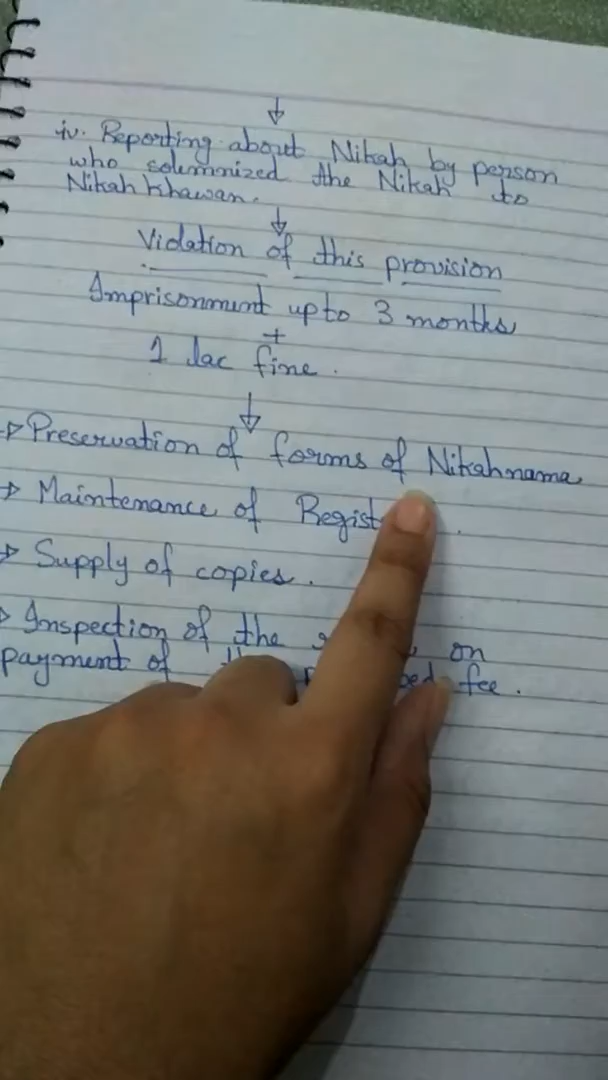 ↓
iv. Reporting about Nikah by person
who solemnized the Nikah to
Nikah Khawan.
↓
Violation of this provision
Imprisonment upto 3 months
+
1 lac fine.
↓
→ Preservation of forms of Nikahnama
→ Maintenance of Regist
→ Supply of copies.
→ Inspection of the on
payment of fee.